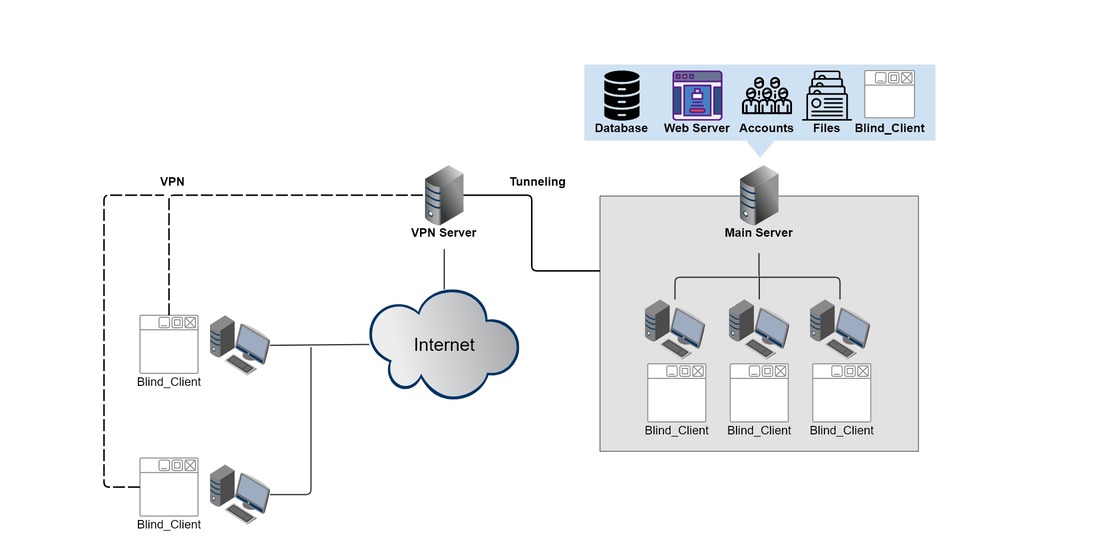 Database
Web Server
Accounts
Files
Blind_Client
VPN
Tunneling
VPN Server
Main Server
Internet
Blind_Client
Blind_Client
Blind_Client
Blind_Client
Blind_Client